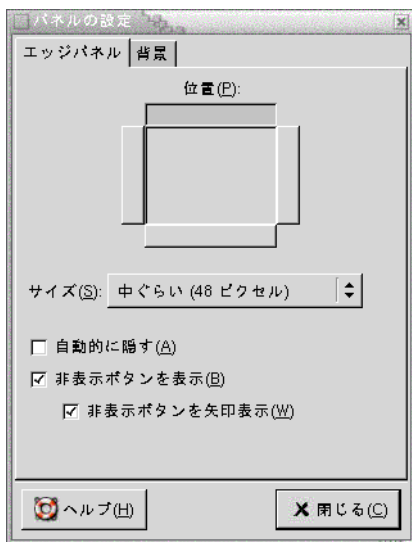 パネルの設定
エッジパネル 背景
位置(P):
サイズ(S): 中ぐらい (48 ピクセル)
自動的に隠す(A)
非表示ボタンを表示(B)
非表示ボタンを矢印表示(W)
ヘルプ(H) 閉じる(C)